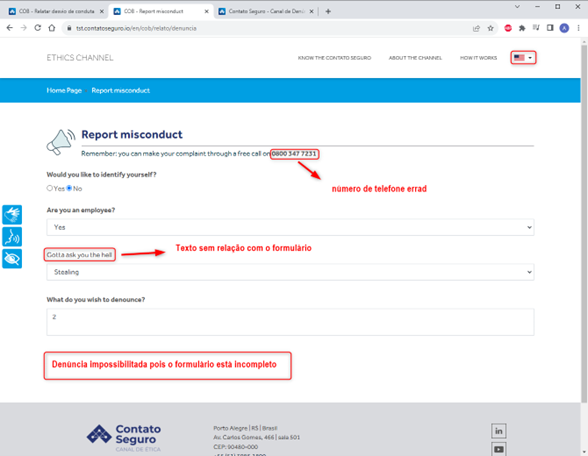 COB - Relatar desvio de conduta
COB - Report misconduct
Contato Seguro - Canal de Denú
tst.contatoseguro.io/en/cob/relato/denuncia
A
ETHICS CHANNEL
KNOW THE CONTATO SEGURO
ABOUT THE CHANNEL
HOW IT WORKS
Home Page
Report misconduct
Report misconduct
Remember: you can make your complaint through a free call on 0800 347 7231
número de telefone errad
Would you like to identify yourself?
Yes No
Are you an employee?
Yes
Texto sem relação com o formulário
Gotta ask you the hell
Stealing
What do you wish to denounce?
2
Denúncia impossibilitada pois o formulário está incompleto
Contato
Seguro
CANAL DE ÉTICA
Porto Alegre | RS | Brasil
Av. Carlos Gomes, 466 | sala 501
CEP: 90480-000
in